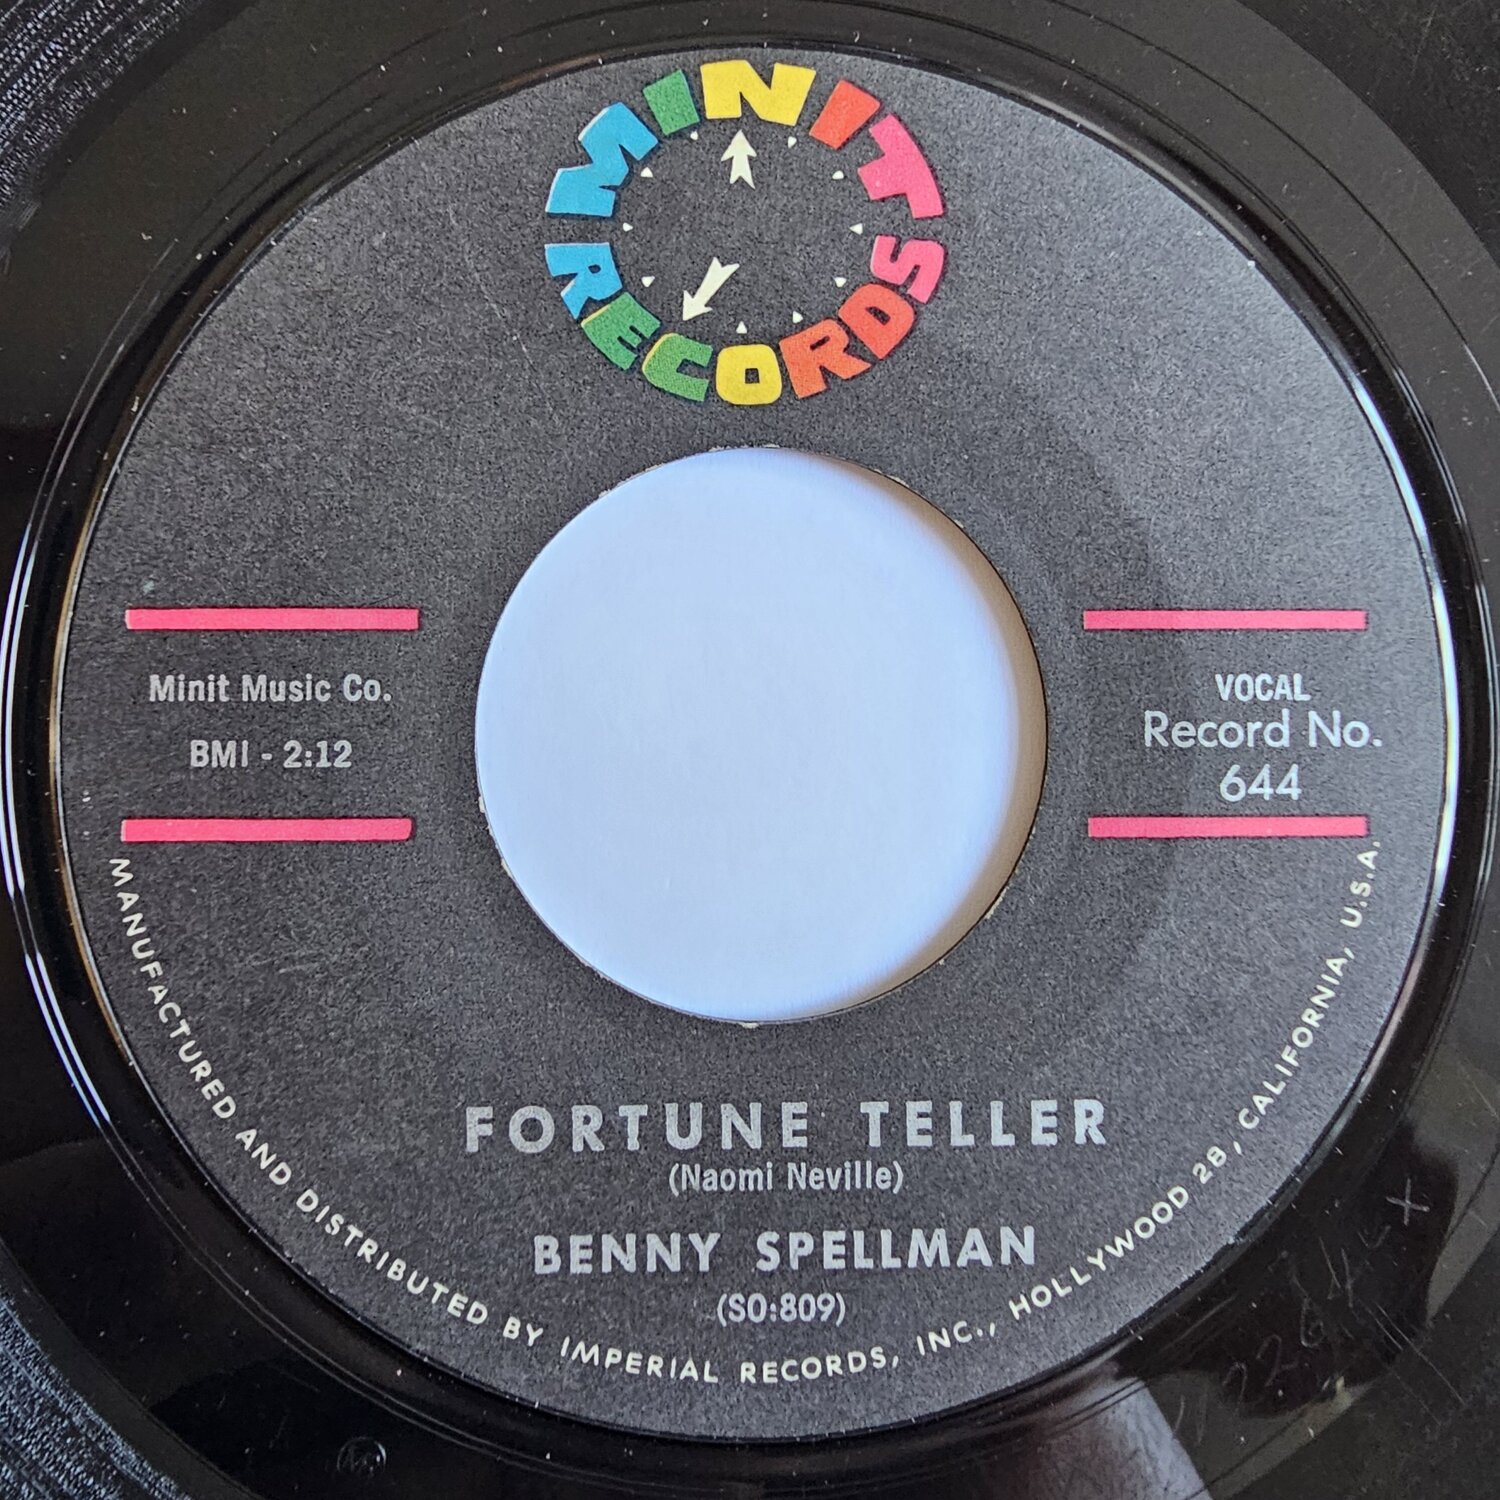 MINIT
RECORDS
Minit Music Co.
BMI - 2:12
VOCAL
Record No.
644
FORTUNE TELLER
(Naomi Neville)
BENNY SPELLMAN
(SO:809)
MANUFACTURED AND DISTRIBUTED BY IMPERIAL RECORDS, INC., HOLLYWOOD 28, CALIFORNIA, U.S.A.